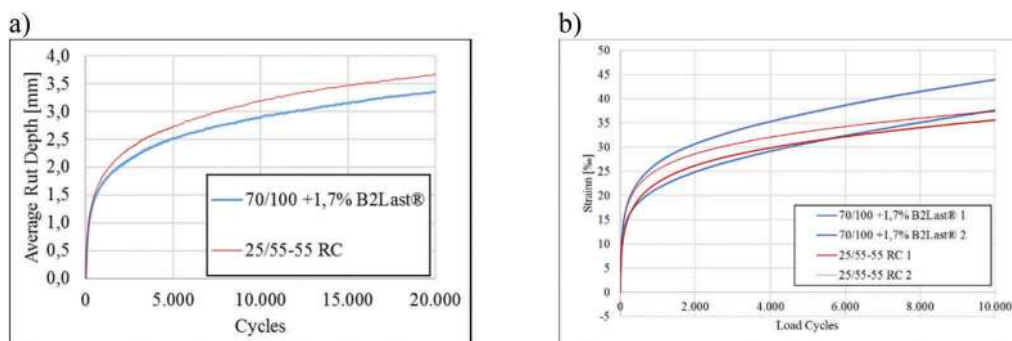 a)
4,0
3,5
3,0
2,5
2,0
1,5
1,0
0,5
0,0
Average Rut Depth [mm]
70/100 +1,7% B2Last®
25/55-55 RC
0 5.000 10.000 15.000 20.000
Cycles
b)
50
45
40
35
30
25
20
15
10
5
0
-5
Strainn [‰]
70/100 +1,7% B2Last® 1
70/100 +1,7% B2Last® 2
25/55-55 RC 1
25/55-55 RC 2
0 2.000 4.000 6.000 8.000 10.000
Load Cycles